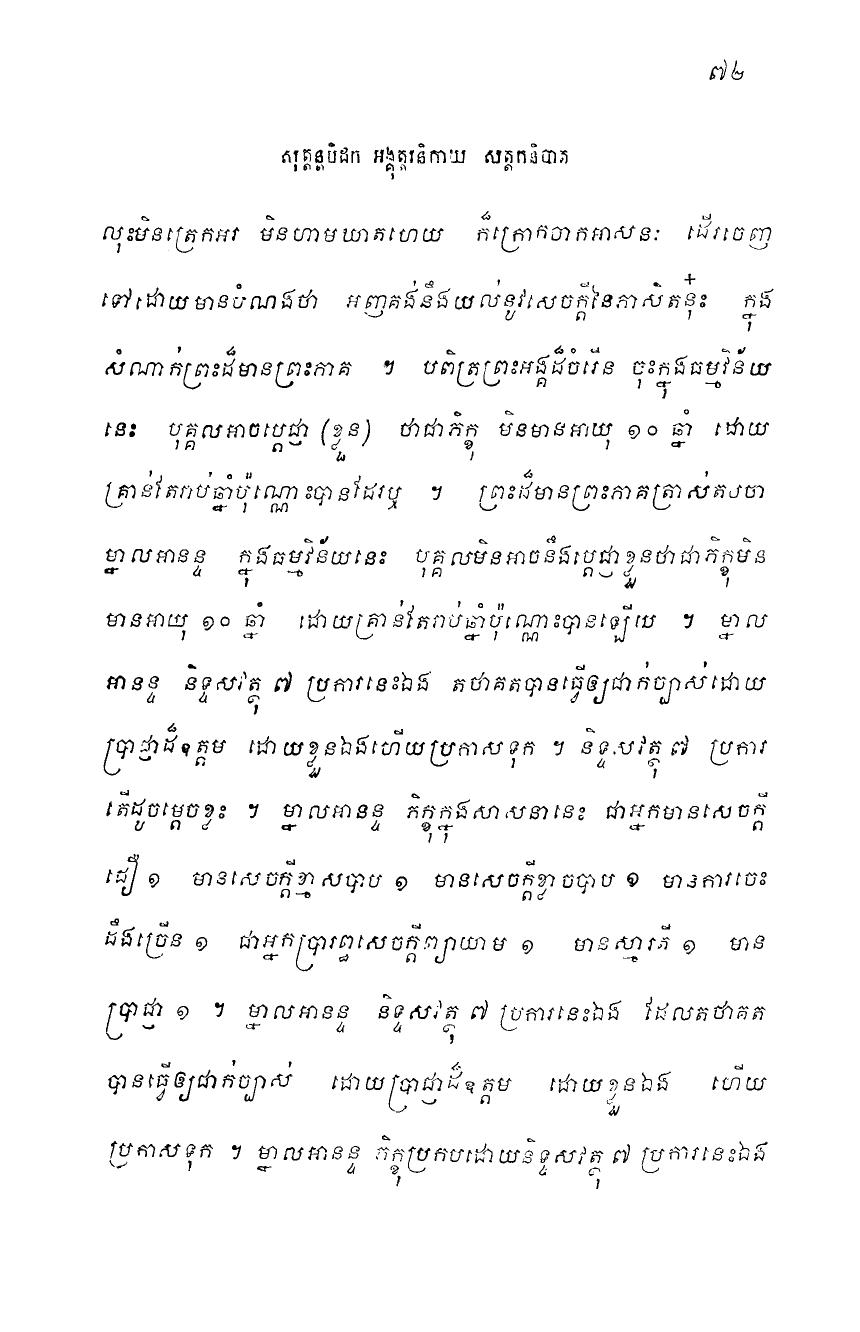 ៧២
សុត្តន្តបិដក អង្គុត្តរនិកាយ សត្តកនិបាត
លុះមិនត្រេកអរ មិនហាមឃាតហើយ ក៏ក្រោកចាកអាសនៈ ដើរចេញ
ទៅដោយមានបំណងថា អញគង់នឹងយល់នូវសេចក្តីនៃភាសិតនុ៎ះ ក្នុង
សំណាក់ព្រះដ៏មានព្រះភាគ ។ បពិត្រព្រះអង្គដ៏ចំរើន ចុះក្នុងធម្មវិន័យ
នេះ បុគ្គលអាចប្តេជ្ញា (ខ្លួន) ថាជាភិក្ខុ មិនមានអាយុ ១០ ឆ្នាំ ដោយ
គ្រាន់តែរាប់ឆ្នាំប៉ុណ្ណោះបានដែរឬ ។ ព្រះដ៏មានព្រះភាគត្រាស់តបថា
ម្នាលអានន្ទ ក្នុងធម្មវិន័យនេះ បុគ្គលមិនអាចនឹងប្តេជ្ញាខ្លួនថាជាភិក្ខុមិន
មានអាយុ ១០ ឆ្នាំ ដោយគ្រាន់តែរាប់ឆ្នាំប៉ុណ្ណោះបានឡើយ ។ ម្នាល
អានន្ទ និទ្ទសវត្ថុ ៧ ប្រការនេះឯង តថាគតបានធ្វើឲ្យជាក់ច្បាស់ដោយ
ប្រាជ្ញាដ៏ឧត្តម ដោយខ្លួនឯងហើយប្រកាសទុក ។ និទ្ទសវត្ថុ ៧ ប្រការ
តើដូចម្តេចខ្លះ ។ ម្នាលអានន្ទ ភិក្ខុក្នុងសាសនានេះ ជាអ្នកមានសេចក្តី
ជឿ ១ មានសេចក្តីខ្មាសបាប ១ មានសេចក្តីខ្លាចបាប ១ មានការចេះ
ដឹងច្រើន ១ ជាអ្នកប្រារព្ធសេចក្តីព្យាយាម ១ មានស្មារតី ១ មាន
ប្រាជ្ញា ១ ។ ម្នាលអានន្ទ និទ្ទសវត្ថុ ៧ ប្រការនេះឯង ដែលតថាគត
បានធ្វើឲ្យជាក់ច្បាស់ ដោយប្រាជ្ញាដ៏ឧត្តម ដោយខ្លួនឯង ហើយ
ប្រកាសទុក ។ ម្នាលអានន្ទ ភិក្ខុប្រកបដោយនិទ្ទសវត្ថុ ៧ ប្រការនេះឯង